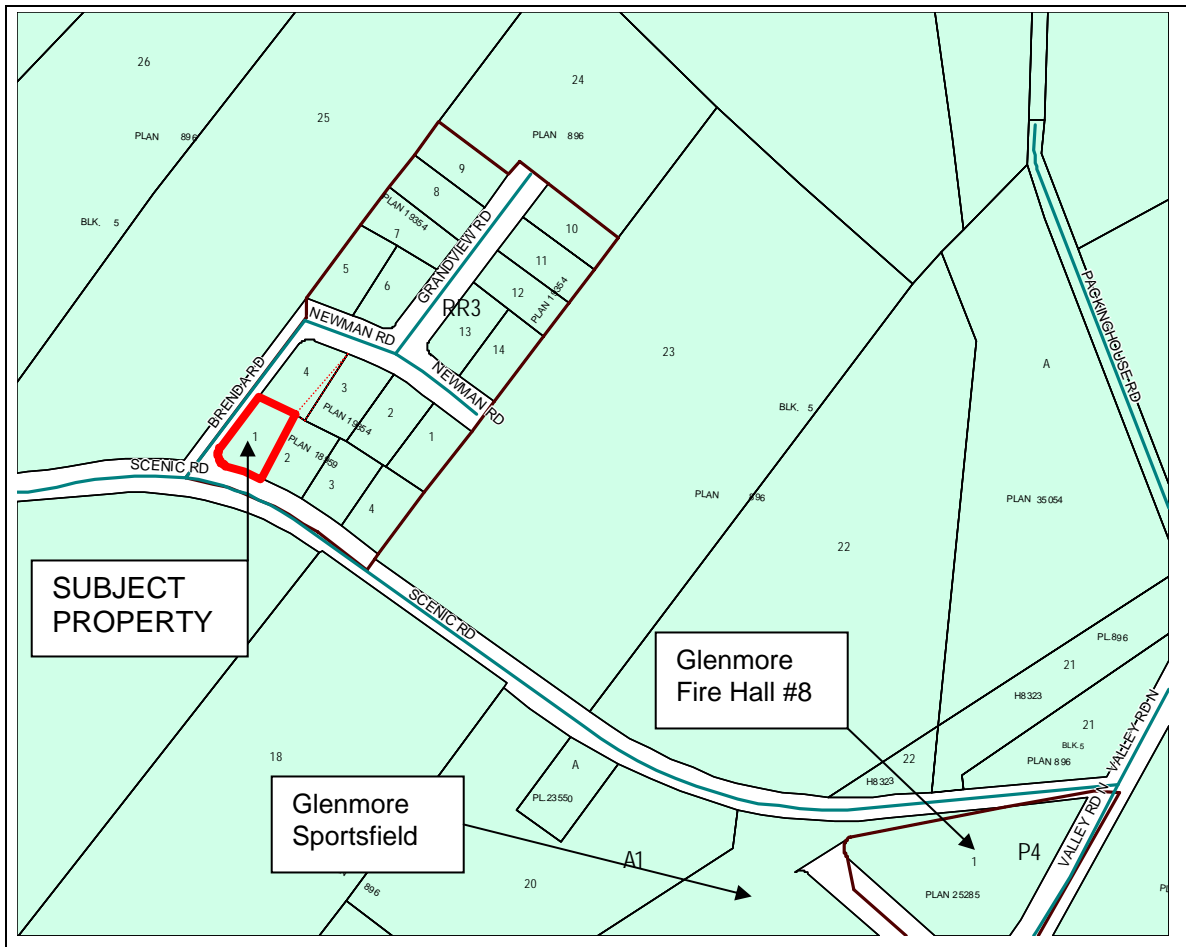 26
24
25
PLAN 896
PLAN 896
9
8
PLAN 19354
GRANDVIEW RD
BLK. 5
7
10
11
5
6
12
PLAN 19354
RR3
NEWMAN RD
13
14
PACKINGHOUSE RD
23
A
BRENDA RD
4
3
NEWMAN RD
2
BLK. 5
PLAN 19354
1
1
PLAN 18959
2
SCENIC RD
3
4
PLAN 896
PLAN 35054
22
SUBJECT
PROPERTY
SCENIC RD
Glenmore
Fire Hall #8
PL.896
21
H8323
VALLEY RD N
21
BLK.5
PLAN 896
18
22
H8323
A
PL.23550
Glenmore
Sportsfield
VALLEY RD N
A1
P4
1
896
20
PLAN 25285